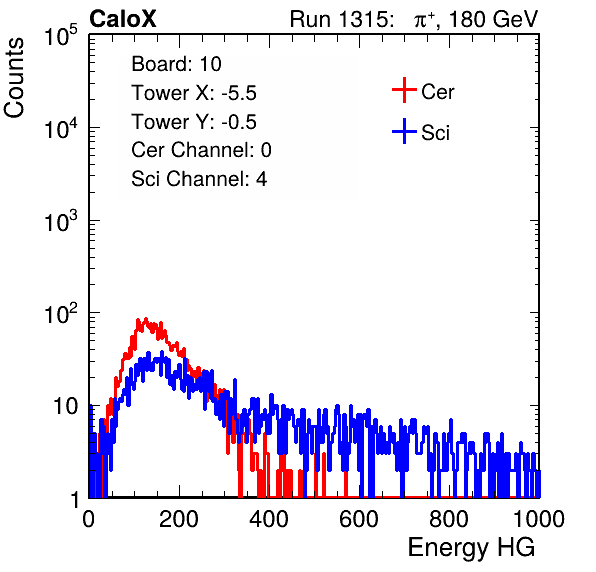 CaloX Run 1315: π⁺, 180 GeV
Counts
10⁵
10⁴
10³
10²
10
1
Board: 10
Tower X: -5.5
Tower Y: -0.5
Cer Channel: 0
Sci Channel: 4
Cer
Sci
0 200 400 600 800 1000
Energy HG